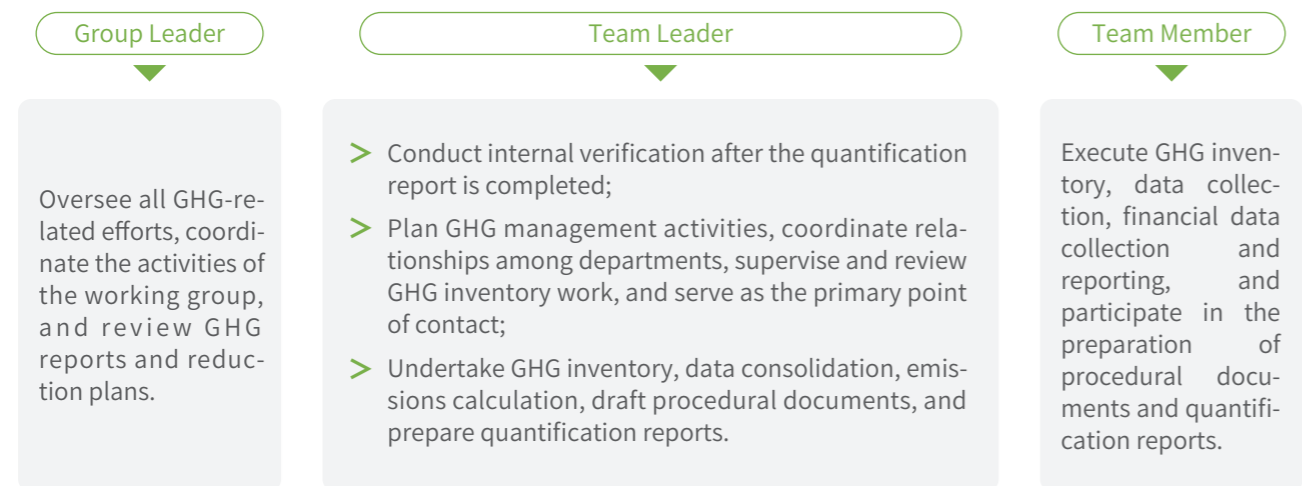 Group Leader
Oversee all GHG-re-
lated efforts, coordi-
nate the activities of
the working group,
and review GHG
reports and reduc-
tion plans.
Team Leader
> Conduct internal verification after the quantification
report is completed;
> Plan GHG management activities, coordinate rela-
tionships among departments, supervise and review
GHG inventory work, and serve as the primary point
of contact;
> Undertake GHG inventory, data consolidation, emis-
sions calculation, draft procedural documents, and
prepare quantification reports.
Team Member
Execute GHG inven-
tory, data collec-
tion, financial data
collection and
reporting, and
participate in the
preparation of
procedural docu-
ments and quantifi-
cation reports.